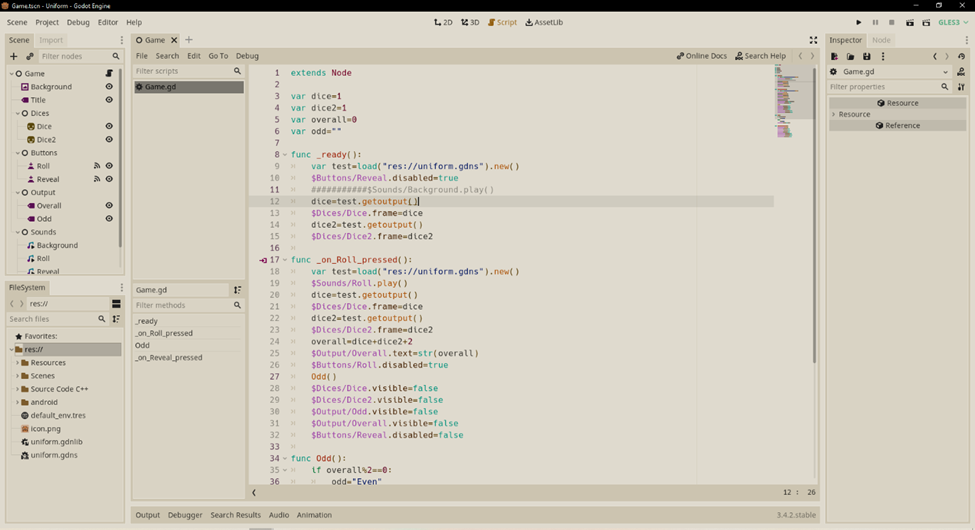 Game.tscn - Uniform - Godot Engine
Scene Project Debug Editor Help
2D 3D Script AssetLib
GLES3
Scene Import
Filter nodes
Game
Background
Title
Dices
Dice
Dice2
Buttons
Roll
Reveal
Output
Overall
Odd
Sounds
Background
Roll
Reveal
FileSystem
res://
Search files
Favorites:
res://
Resources
Scenes
Source Code C++
android
default_env.tres
icon.png
uniform.gdnlib
uniform.gdns
Game
File Search Edit Go To Debug
Online Docs Search Help
Filter scripts
Game.gd
Game.gd
Filter methods
_ready
_on_Roll_pressed
Odd
_on_Reveal_pressed
1 extends Node
2
3 var dice=1
4 var dice2=1
5 var overall=0
6 var odd=""
7
8 func _ready():
9 var test=load("res://uniform.gdns").new()
10 $Buttons/Reveal.disabled=true
11 ###########$Sounds/Background.play()
12 dice=test.getoutput()
13 $Dices/Dice.frame=dice
14 dice2=test.getoutput()
15 $Dices/Dice2.frame=dice2
16
17 func _on_Roll_pressed():
18 var test=load("res://uniform.gdns").new()
19 $Sounds/Roll.play()
20 dice=test.getoutput()
21 $Dices/Dice.frame=dice
22 dice2=test.getoutput()
23 $Dices/Dice2.frame=dice2
24 overall=dice+dice2+2
25 $Output/Overall.text=str(overall)
26 $Buttons/Roll.disabled=true
27 Odd()
28 $Dices/Dice.visible=false
29 $Dices/Dice2.visible=false
30 $Output/Odd.visible=false
31 $Output/Overall.visible=false
32 $Buttons/Reveal.disabled=false
33
34 func Odd():
35 if overall%2==0:
36 odd="Even"
12 : 26
Output Debugger Search Results Audio Animation
3.4.2.stable
Inspector Node
Game.gd
Filter properties
Resource
Resource
Reference